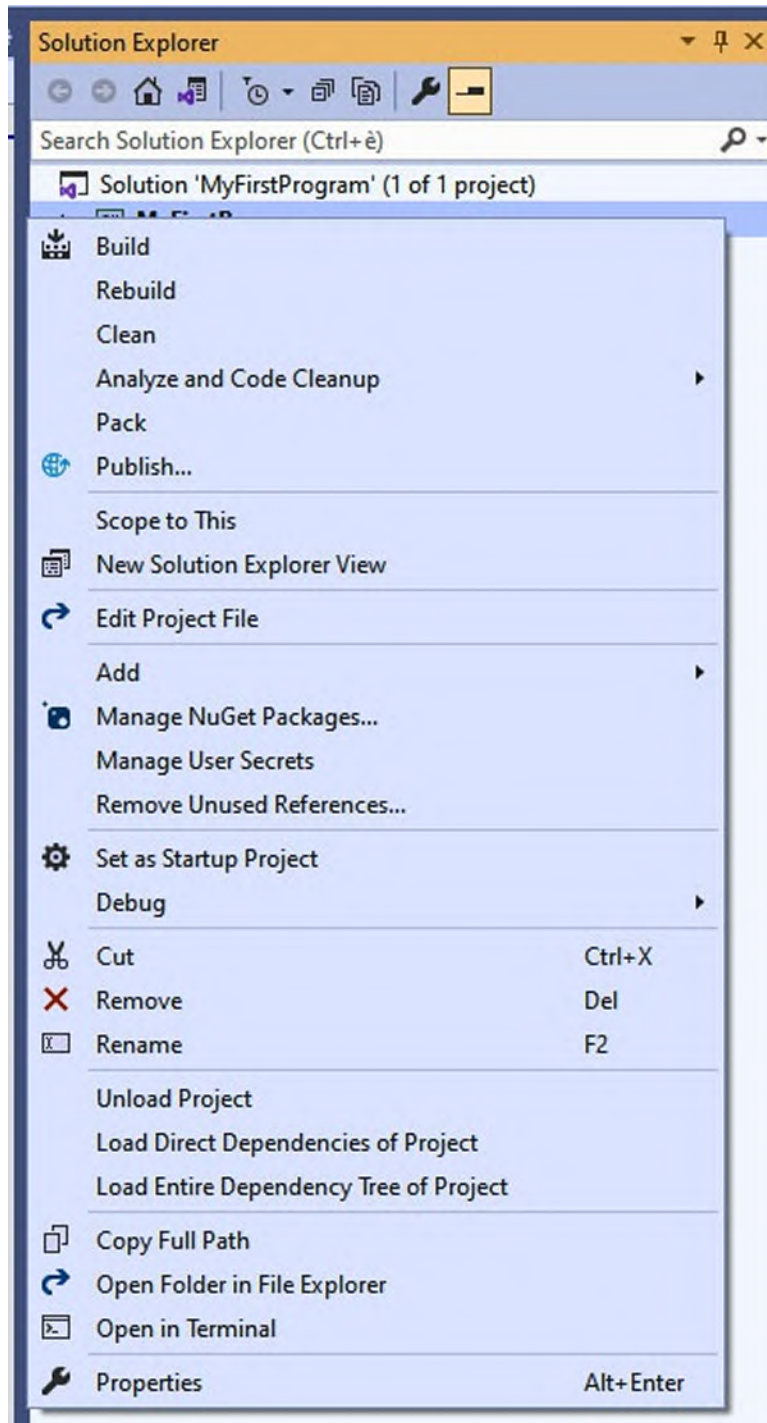 Solution Explorer
Search Solution Explorer (Ctrl+è)
Solution 'MyFirstProgram' (1 of 1 project)
Build
Rebuild
Clean
Analyze and Code Cleanup
Pack
Publish...
Scope to This
New Solution Explorer View
Edit Project File
Add
Manage NuGet Packages...
Manage User Secrets
Remove Unused References...
Set as Startup Project
Debug
Cut Ctrl+X
Remove Del
Rename F2
Unload Project
Load Direct Dependencies of Project
Load Entire Dependency Tree of Project
Copy Full Path
Open Folder in File Explorer
Open in Terminal
Properties Alt+Enter